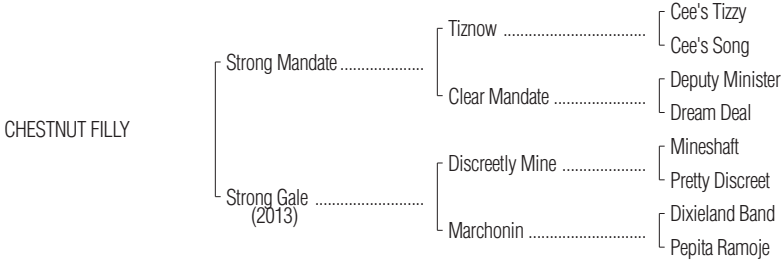 Cee's Tizzy
Tiznow ..................................
Cee's Song
Strong Mandate ...................
Deputy Minister
Clear Mandate ......................
Dream Deal
CHESTNUT FILLY
Mineshaft
Discreetly Mine ....................
Pretty Discreet
Strong Gale .........................
(2013)
Dixieland Band
Marchonin ............................
Pepita Ramoje